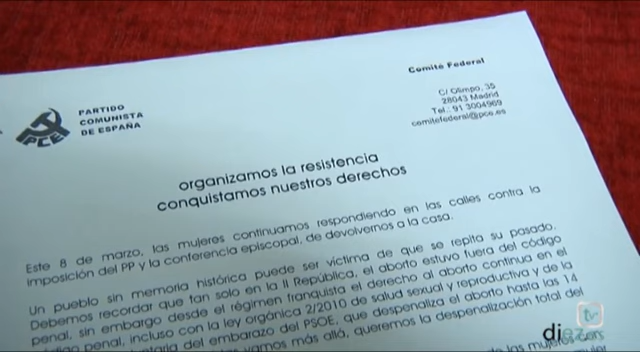 PCE
PARTIDO
COMUNISTA
DE ESPAÑA
Comité Federal
C/ Olimpo, 35
28043 Madrid
Tel.: 91 3004969
comitefederal@pce.es
organizamos la resistencia
conquistamos nuestros derechos
Este 8 de marzo, las mujeres continuamos respondiendo en las calles contra la
imposición del PP y la conferencia episcopal, de devolvernos a la casa.
Un pueblo sin memoria histórica puede ser víctima de que se repita su pasado.
Debemos recordar que tan solo en la II República, el aborto estuvo fuera del código
penal, sin embargo desde el régimen franquista el derecho al aborto continua en el
código penal, incluso con la ley orgánica 2/2010 de salud sexual y reproductiva y de la
del embarazo del PSOE, que despenaliza el aborto hasta las 14
vamos más allá, queremos la despenalización total del
de las mujeres
diez tv